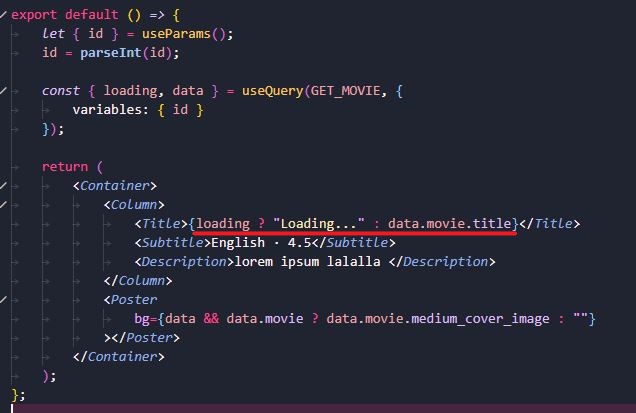 export default () => {
let { id } = useParams();
id = parseInt(id);
const { loading, data } = useQuery(GET_MOVIE, {
variables: { id }
});
return (
<Container>
<Column>
<Title>{loading ? "Loading..." : data.movie.title}</Title>
<Subtitle>English · 4.5</Subtitle>
<Description>lorem ipsum lalalla </Description>
</Column>
<Poster
bg={data && data.movie ? data.movie.medium_cover_image : ""}
></Poster>
</Container>
);
};